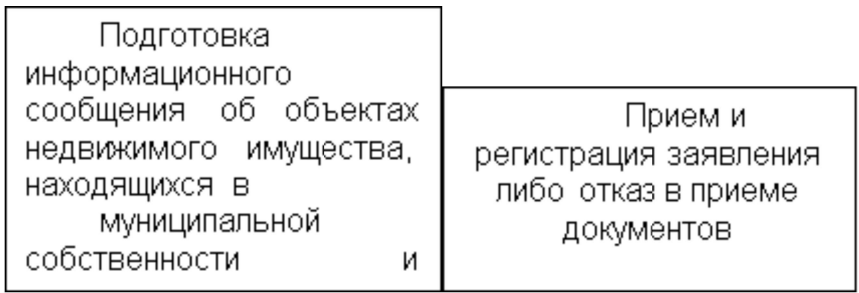 Подготовка
информационного
сообщения об объектах
недвижимого имущества,
находящихся в
муниципальной
собственности и
Прием и
регистрация заявления
либо отказ в приеме
документов